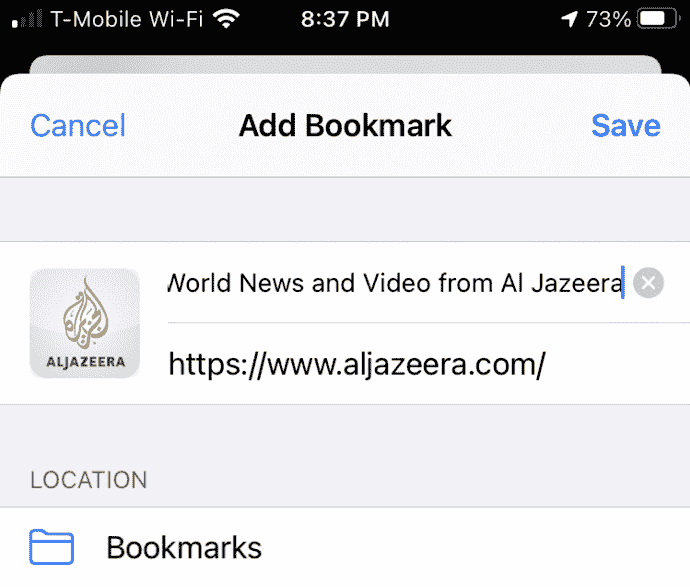 T-Mobile Wi-Fi 8:37 PM 73%
Cancel Add Bookmark Save
World News and Video from Al Jazeera
ALJAZEERA
https://www.aljazeera.com/
LOCATION
Bookmarks